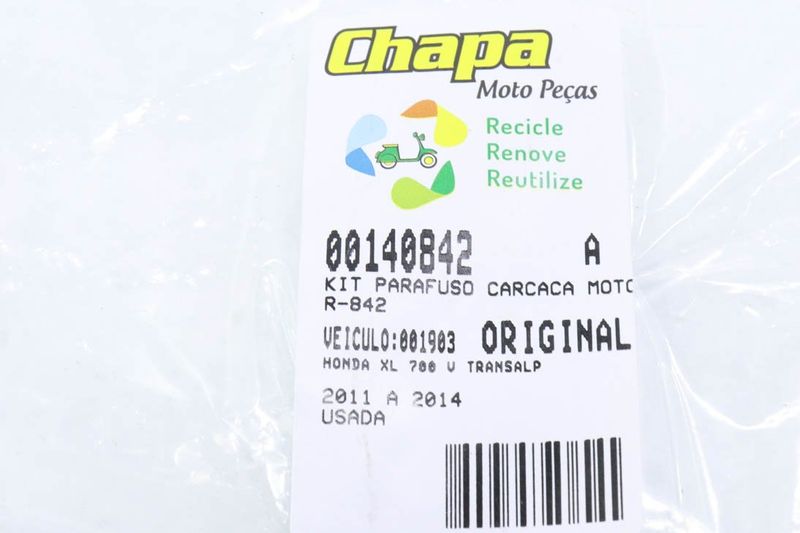 Chapa
Moto Peças
Recicle
Renove
Reutilize
00140842 A
KIT PARAFUSO CARCACA MOTO
R-842
VEICULO:001903 ORIGINAL
HONDA XL 700 V TRANSALP
2011 A 2014
USADA